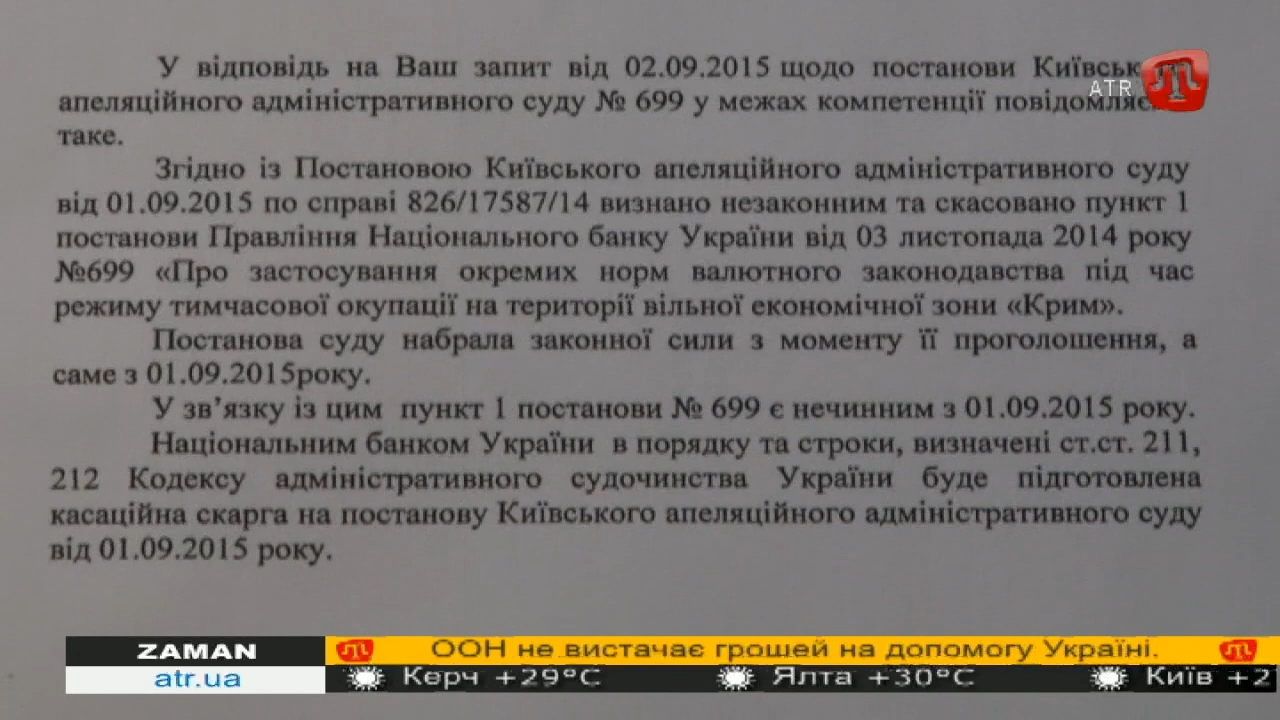 У відповідь на Ваш запит від 02.09.2015 щодо постанови
апеляційного адміністративного суду № 699 у межах компетенції
таке.
Згідно із Постановою Київського апеляційного адміністративного суду
від 01.09.2015 по справі 826/17587/14 визнано незаконним та скасовано пункт 1
постанови Правління Національного банку України від 03 листопада 2014 року
№699 «Про застосування окремих норм валютного законодавства під час
режиму тимчасової окупації на території вільної економічної зони «Крим».
Постанова суду набрала законної сили з моменту її проголошення, а
саме з 01.09.2015року.
У зв’язку із цим пункт 1 постанови № 699 є нечинним з 01.09.2015 року.
Національним банком України в порядку та строки, визначені ст.ст. 211,
212 Кодексу адміністративного судочинства України буде підготовлена
касаційна скарга на постанову Київського апеляційного адміністративного суду
від 01.09.2015 року.
ATR
ZAMAN
ООН не вистачає грошей на допомогу Україні.
atr.ua
Керч +29°C
Ялта +30°C
Київ +2